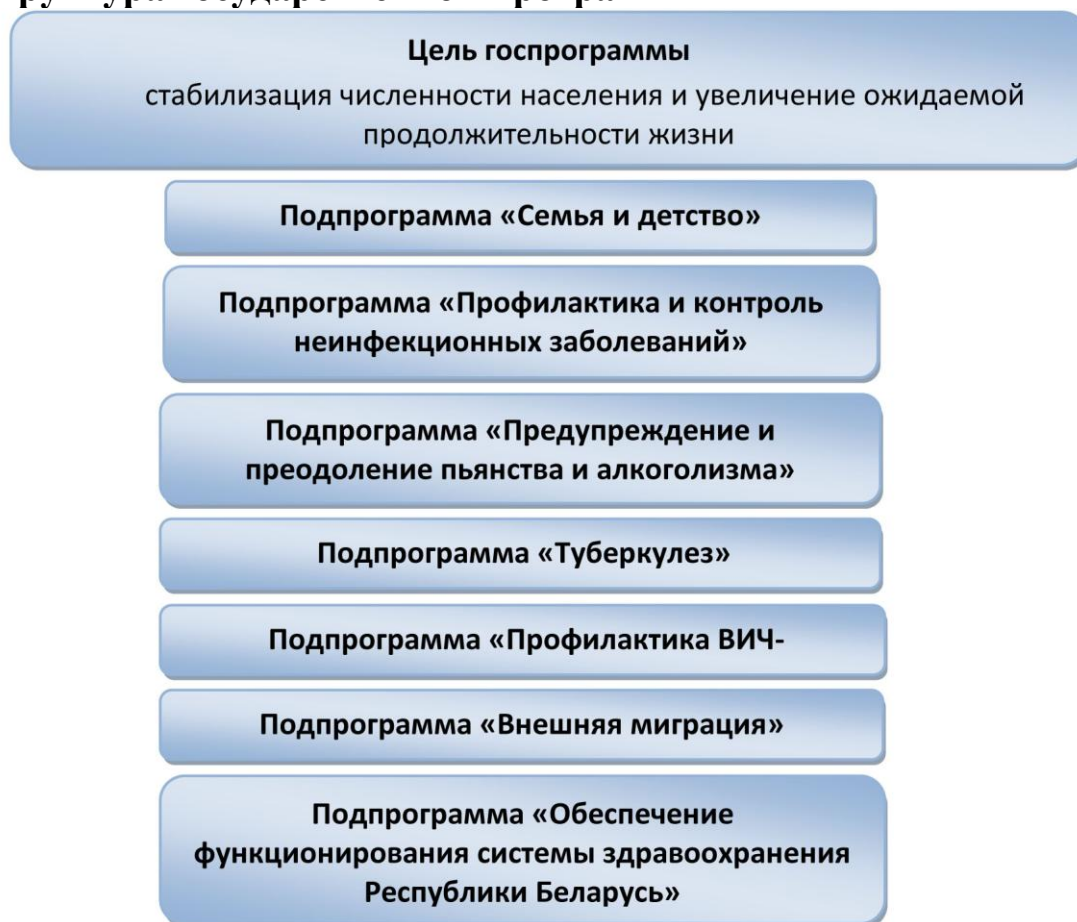 Цель госпрограммы
стабилизация численности населения и увеличение ожидаемой
продолжительности жизни
Подпрограмма «Семья и детство»
Подпрограмма «Профилактика и контроль
неинфекционных заболеваний»
Подпрограмма «Предупреждение и
преодоление пьянства и алкоголизма»
Подпрограмма «Туберкулез»
Подпрограмма «Профилактика ВИЧ-
Подпрограмма «Внешняя миграция»
Подпрограмма «Обеспечение
функционирования системы здравоохранения
Республики Беларусь»